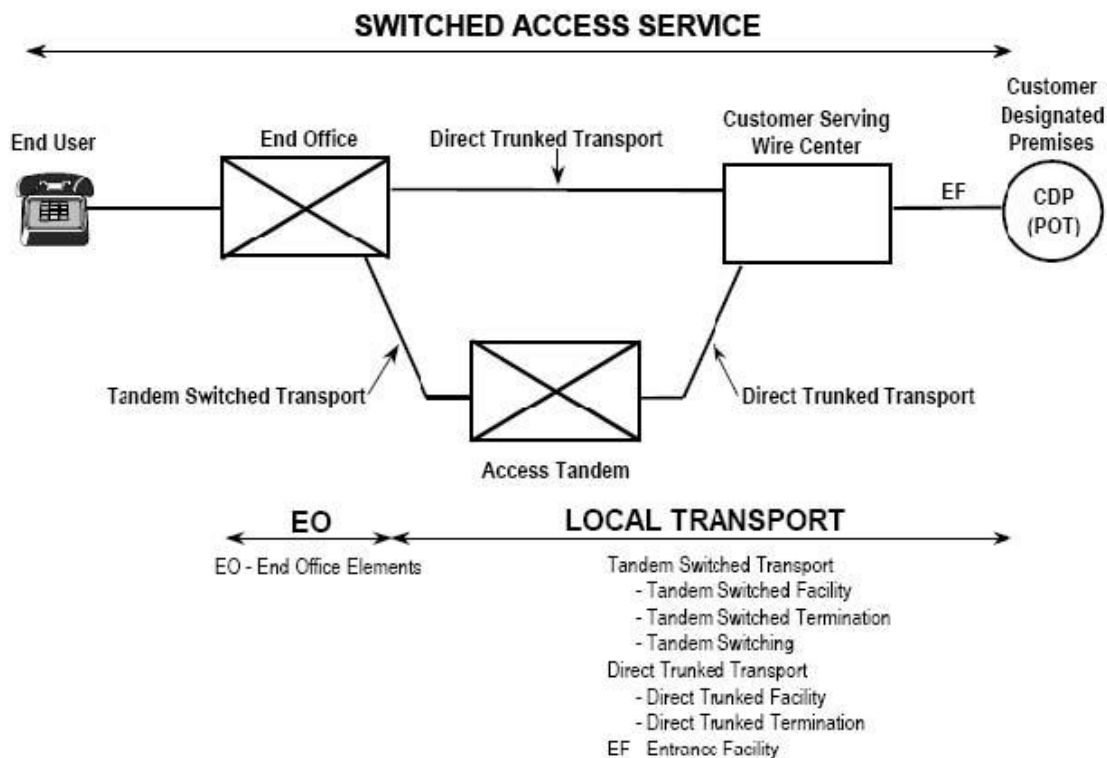 SWITCHED ACCESS SERVICE
End User
End Office
Direct Trunked Transport
Customer Serving
Wire Center
Customer
Designated
Premises
EF
CDP
(POT)
Tandem Switched Transport
Direct Trunked Transport
Access Tandem
EO
LOCAL TRANSPORT
EO - End Office Elements
Tandem Switched Transport
- Tandem Switched Facility
- Tandem Switched Termination
- Tandem Switching
Direct Trunked Transport
- Direct Trunked Facility
- Direct Trunked Termination
EF - Entrance Facility